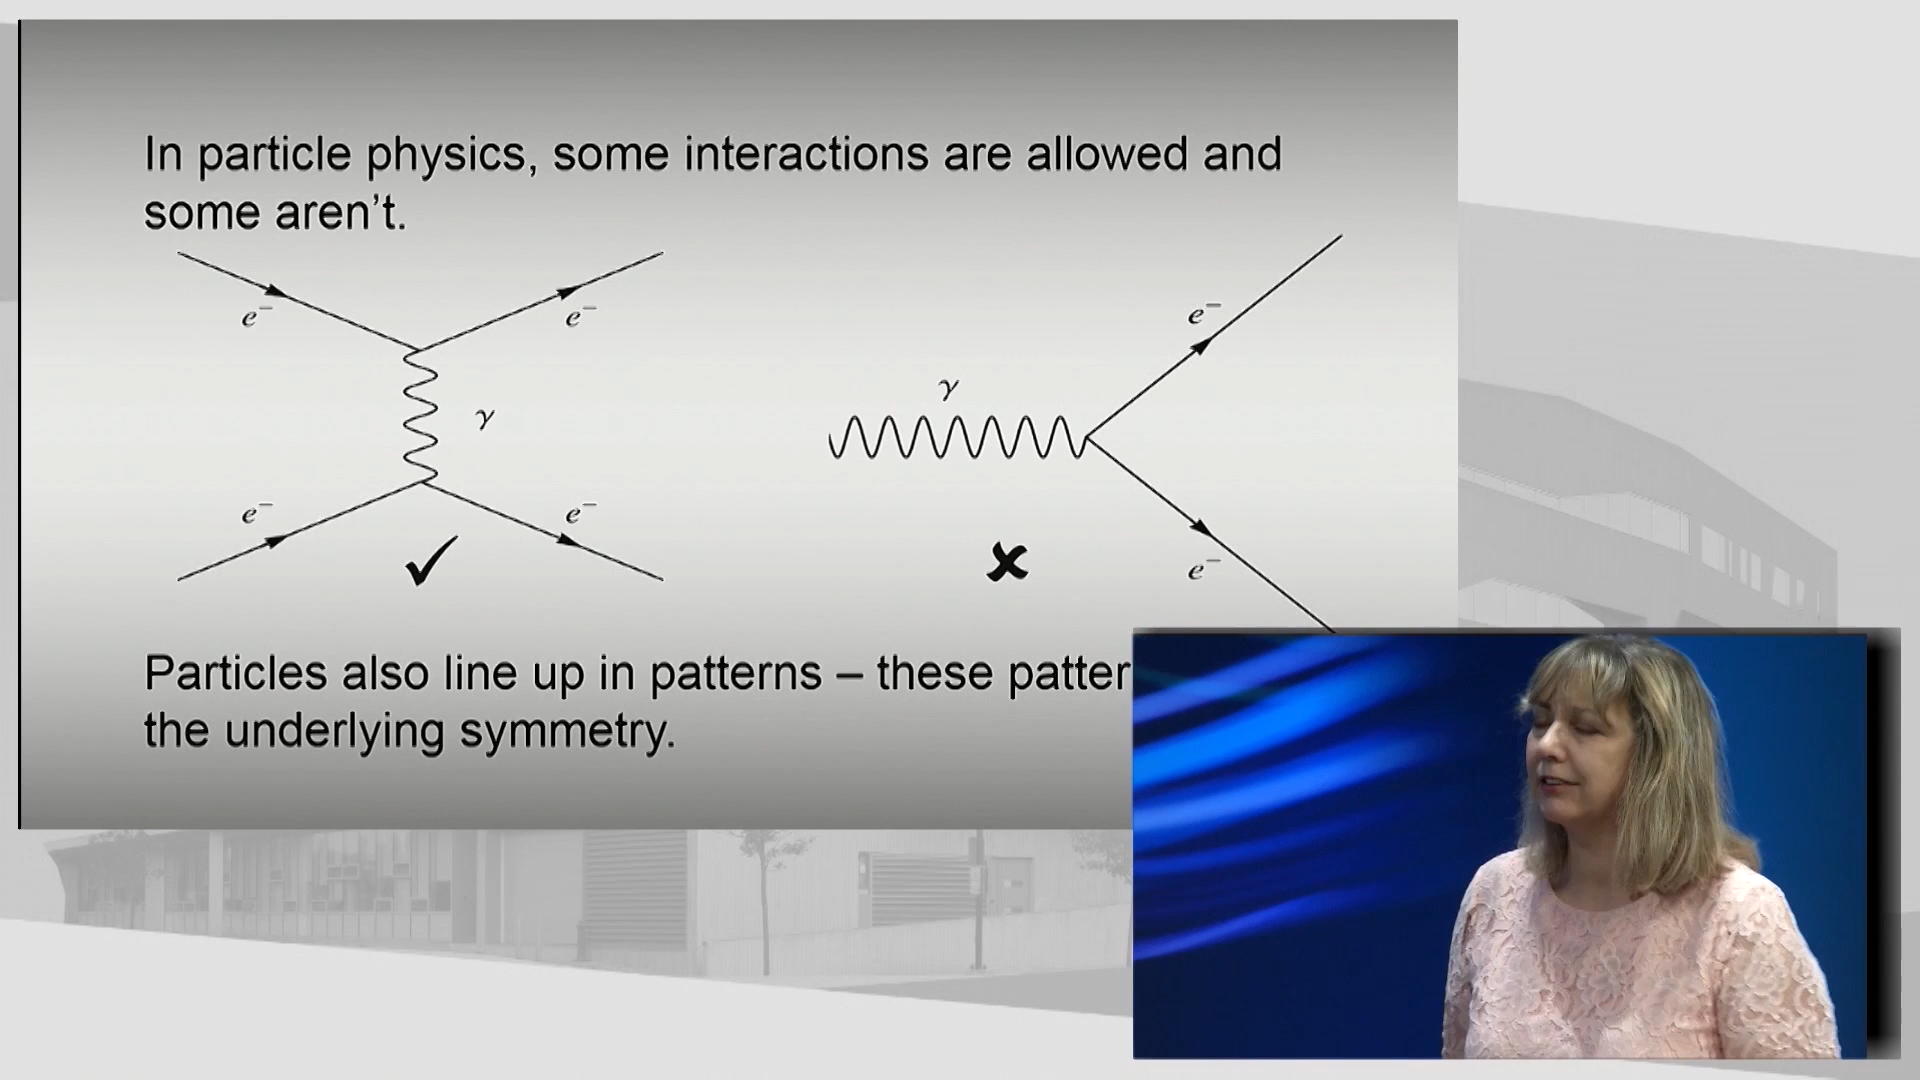 In particle physics, some interactions are allowed and
some aren't.
e⁻ e⁻ e⁻
γ
γ
e⁻ e⁻ e⁻
Particles also line up in patterns – these
the underlying symmetry.